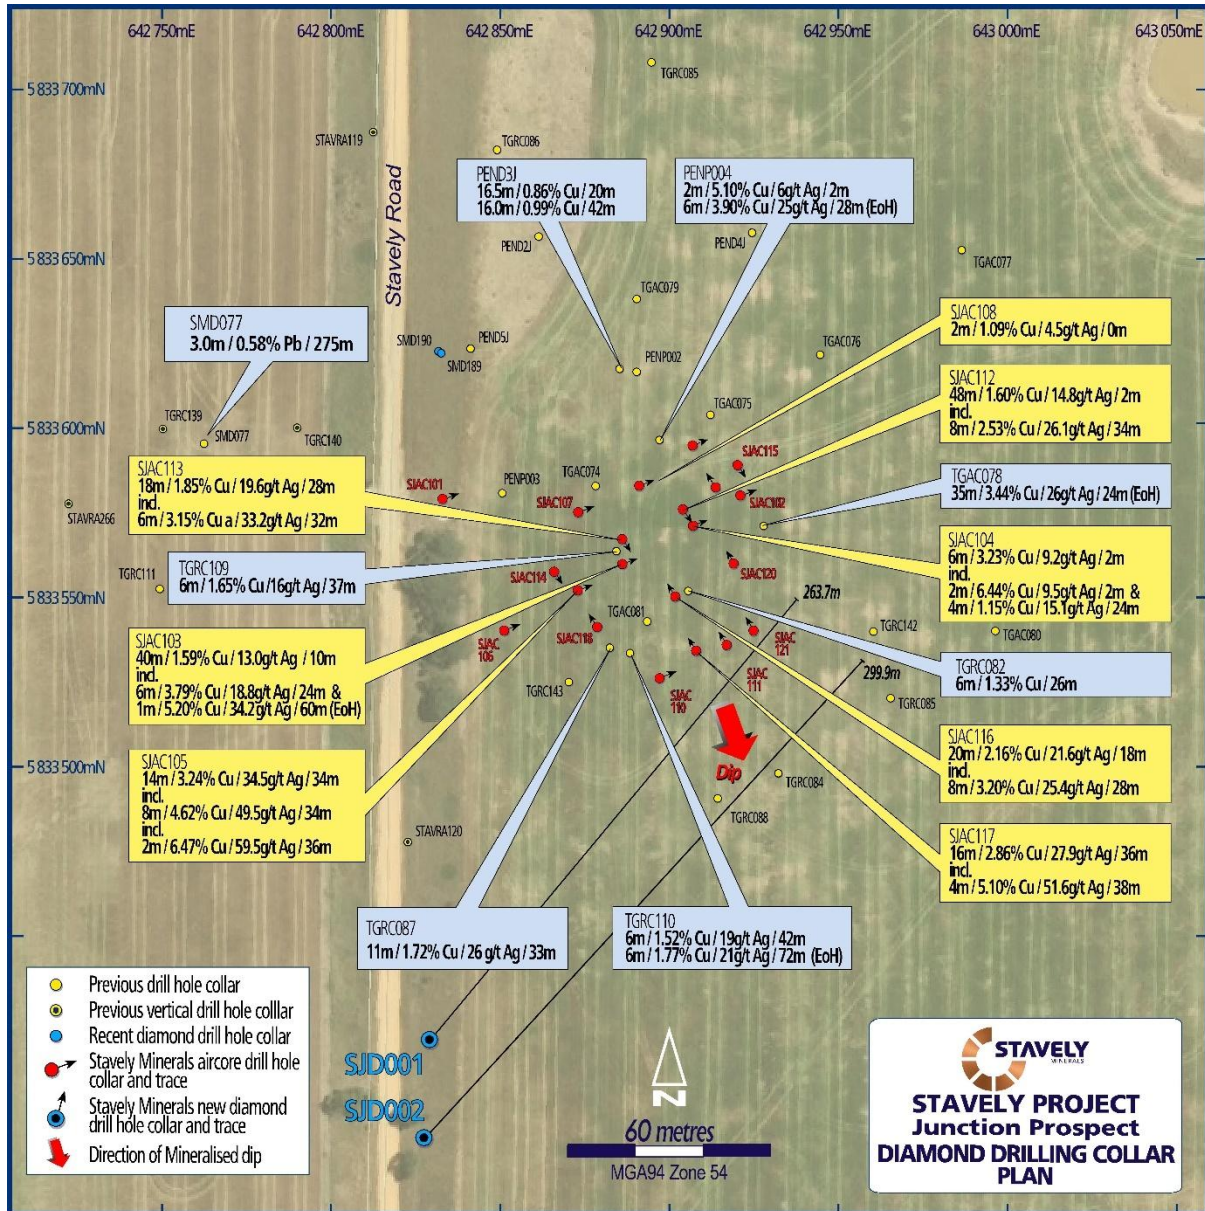 642 750mE
642 800mE
642 850mE
642 900mE
642 950mE
643 000mE
643 050mE
5 833 700mN
5 833 650mN
5 833 600mN
5 833 550mN
5 833 500mN
TGRC085
STAVRA119
TGRC086
Stavely Road
PEND3J
16.5m / 0.86% Cu / 20m
16.0m / 0.99% Cu / 42m
PENP004
2m / 5.10% Cu / 6g/t Ag / 2m
6m / 3.90% Cu / 25g/t Ag / 28m (EoH)
PEND2J
PEND4J
TGAC077
TGAC079
SMD077
3.0m / 0.58% Pb / 275m
SJAC108
2m / 1.09% Cu / 4.5g/t Ag / 0m
SMD190
SMD189
PEND5J
PENP002
TGAC076
SJAC112
48m / 1.60% Cu / 14.8g/t Ag / 2m
incl.
8m / 2.53% Cu / 26.1g/t Ag / 34m
TGRC139
SMD077
TGRC140
TGAC075
SJAC113
18m / 1.85% Cu / 19.6g/t Ag / 28m
incl.
6m / 3.15% Cu a / 33.2g/t Ag / 32m
SJAC115
SJAC101
PENP003
TGAC074
SJAC107
SJAC102
TGAC078
35m / 3.44% Cu / 26g/t Ag / 24m (EoH)
STAVRA266
SJAC104
6m / 3.23% Cu / 9.2g/t Ag / 2m
incl.
2m / 6.44% Cu / 9.5g/t Ag / 2m &
4m / 1.15% Cu / 15.1g/t Ag / 24m
TGRC109
6m / 1.65% Cu /16g/t Ag / 37m
TGRC111
SJAC114
SJAC120
263.7m
SJAC103
40m / 1.59% Cu / 13.0g/t Ag / 10m
incl.
6m / 3.79% Cu / 18.8g/t Ag / 24m &
1m / 5.20% Cu / 34.2g/t Ag / 60m (EoH)
SJAC
106
SJAC118
TGAC081
SJAC
121
TGRC142
TGAC080
TGRC082
6m / 1.33% Cu / 26m
299.9m
TGRC143
SJAC
110
SJAC
111
TGRC085
SJAC105
14m / 3.24% Cu / 34.5g/t Ag / 34m
incl.
8m / 4.62% Cu / 49.5g/t Ag / 34m
incl.
2m / 6.47% Cu / 59.5g/t Ag / 36m
SJAC116
20m / 2.16% Cu / 21.6g/t Ag / 18m
incl.
8m / 3.20% Cu / 25.4g/t Ag / 28m
Dip
TGRC084
TGRC088
STAVRA120
SJAC117
16m / 2.86% Cu / 27.9g/t Ag / 36m
incl.
4m / 5.10% Cu / 51.6g/t Ag / 38m
TGRC087
11m / 1.72% Cu / 26 g/t Ag / 33m
TGRC110
6m / 1.52% Cu / 19g/t Ag / 42m
6m / 1.77% Cu / 21g/t Ag / 72m (EoH)
Previous drill hole collar
Previous vertical drill hole colllar
Recent diamond drill hole collar
Stavely Minerals aircore drill hole
collar and trace
Stavely Minerals new diamond
drill hole collar and trace
Direction of Mineralised dip
SJD001
SJD002
N
60 metres
MGA94 Zone 54
STAVELY
MINERALS
STAVELY PROJECT
Junction Prospect
DIAMOND DRILLING COLLAR
PLAN